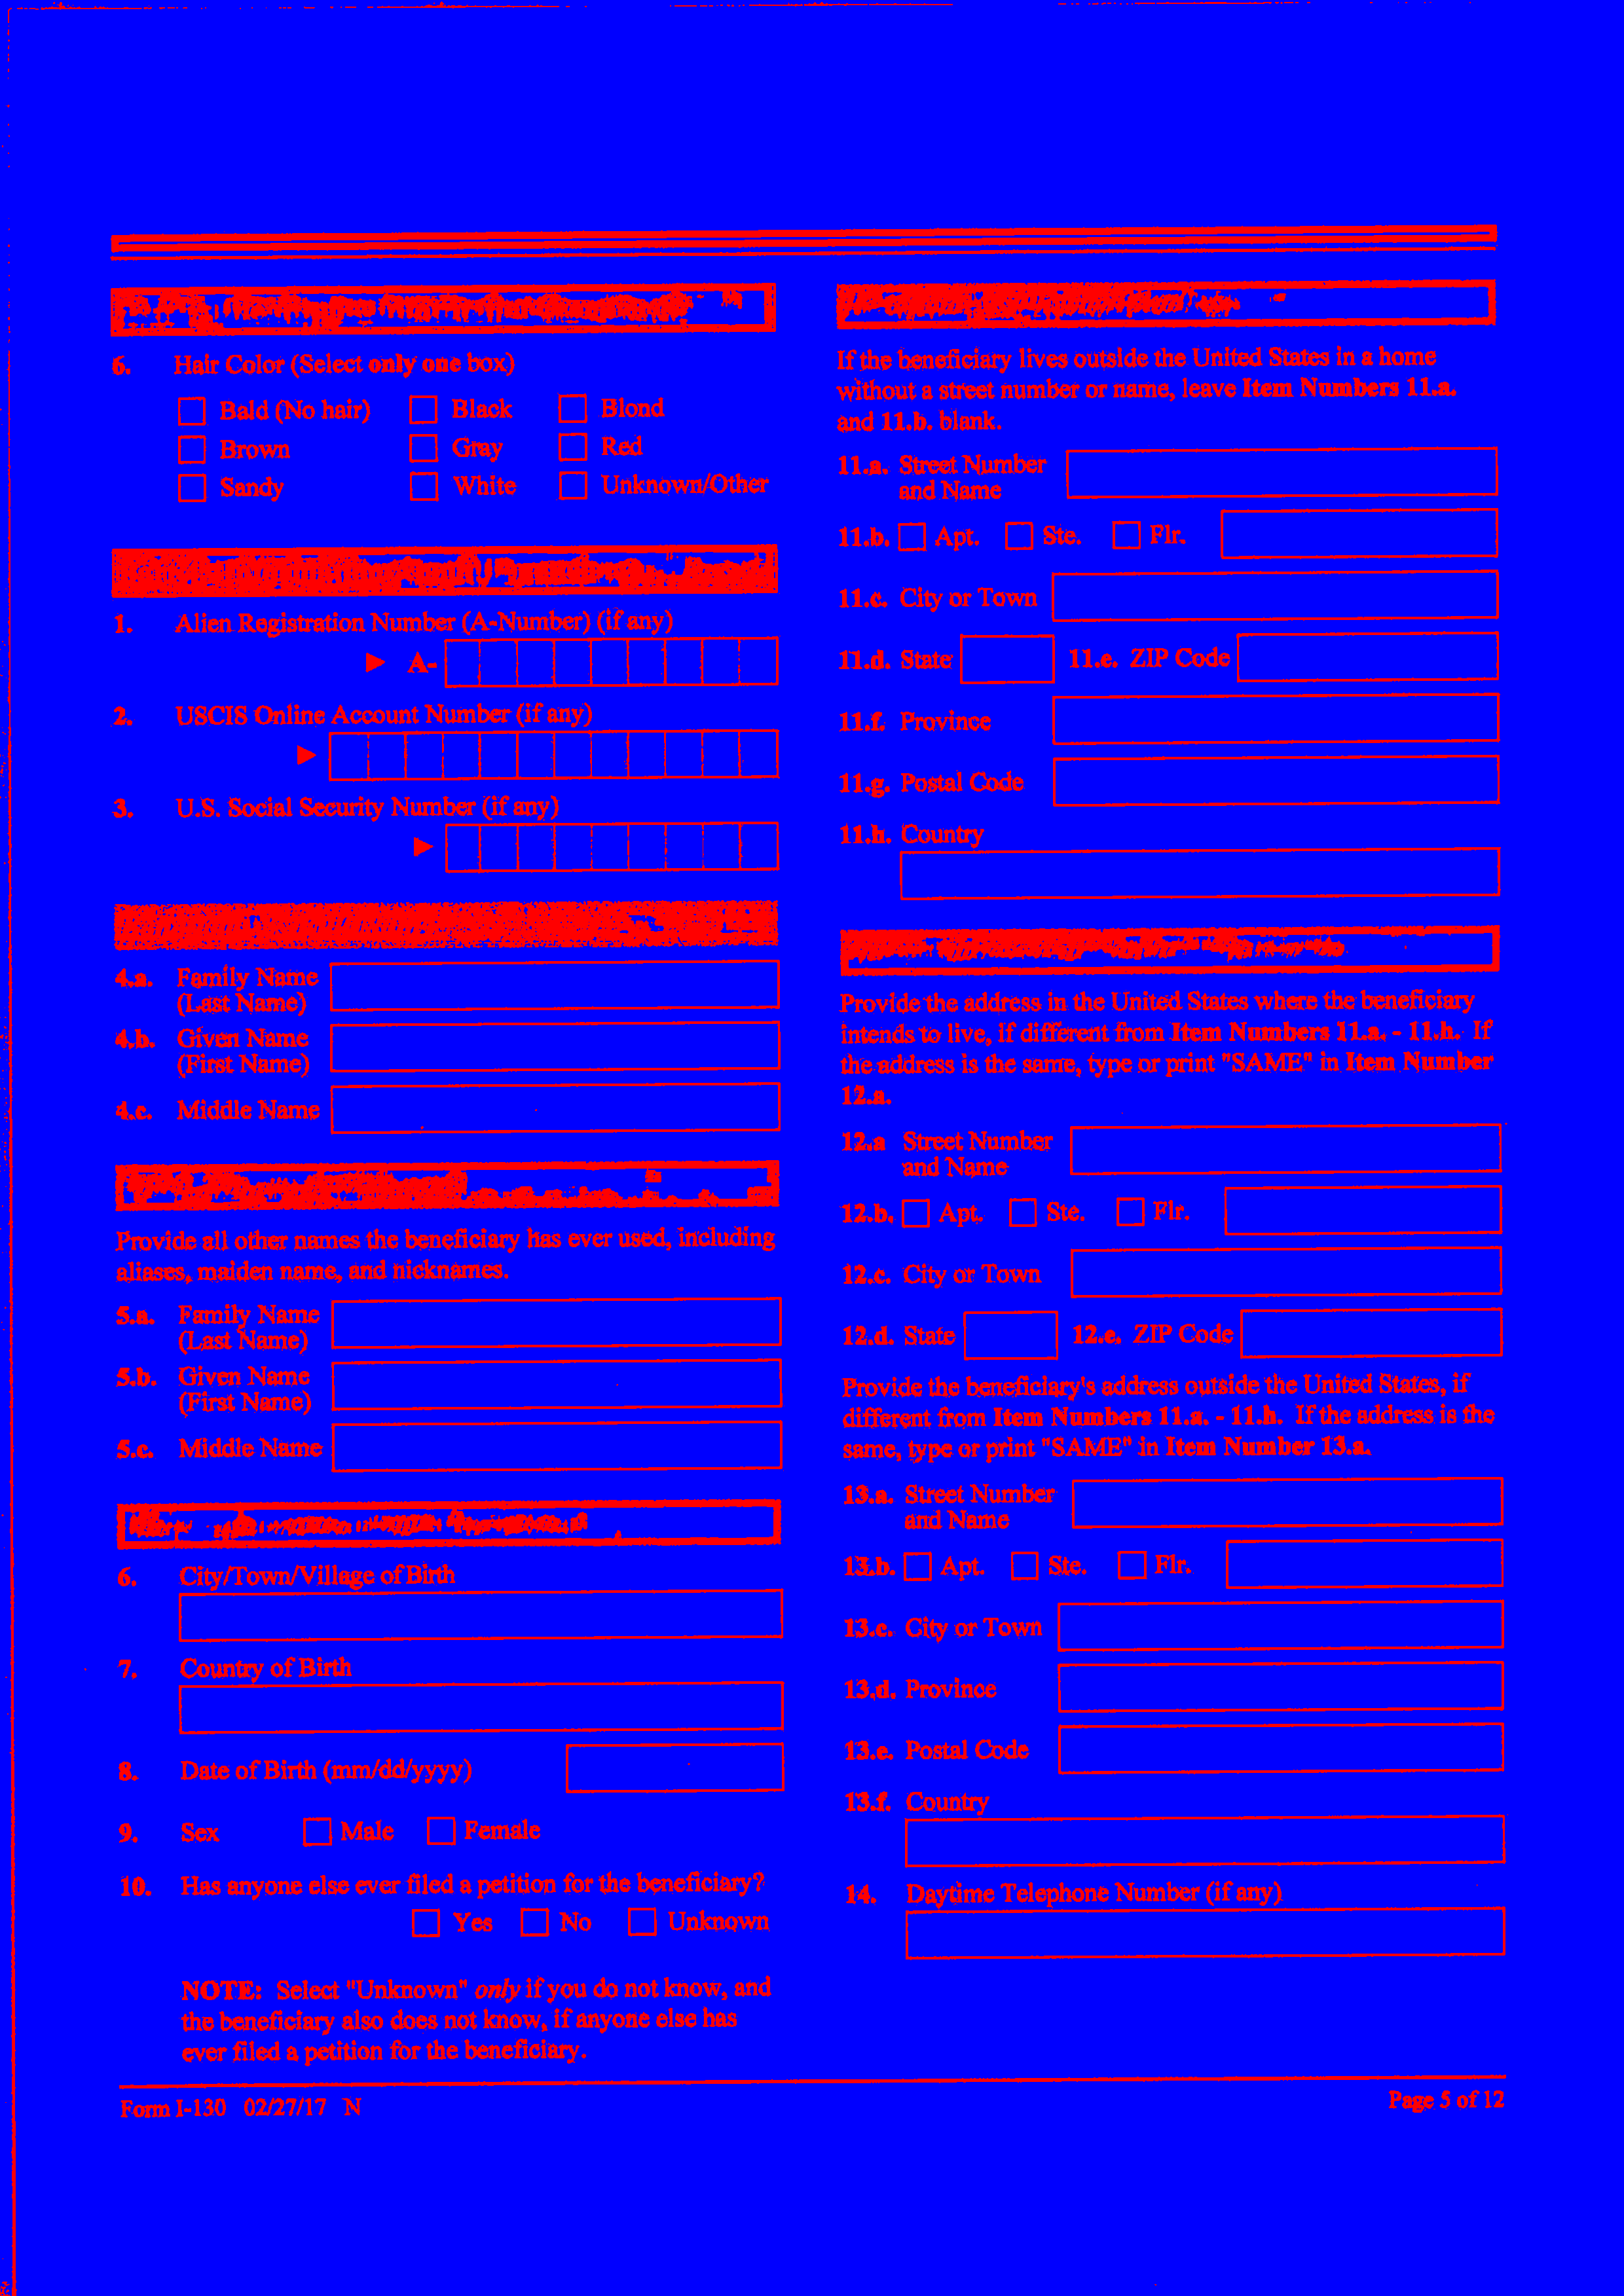 6. Hair Color (Select only one box)
Bald (No hair) Black Blond
Brown Gray Red
Sandy White Unknown/Other
1. Alien Registration Number (A-Number) (if any)
A-
2. USCIS Online Account Number (if any)
3. U.S. Social Security Number (if any)
4.a. Family Name
(Last Name)
4.b. Given Name
(First Name)
4.c. Middle Name
Provide all other names the beneficiary has ever used, including
aliases, maiden name, and nicknames.
5.a. Family Name
(Last Name)
5.b. Given Name
(First Name)
5.c. Middle Name
6. City/Town/Village of Birth
7. Country of Birth
8. Date of Birth (mm/dd/yyyy)
9. Sex Male Female
10. Has anyone else ever filed a petition for the beneficiary?
Yes No Unknown
NOTE: Select "Unknown" only if you do not know, and
the beneficiary also does not know, if anyone else has
ever filed a petition for the beneficiary.
If the beneficiary lives outside the United States in a home
without a street number or name, leave Item Numbers 11.a.
and 11.b. blank.
11.a. Street Number
and Name
11.b. Apt. Ste. Flr.
11.c. City or Town
11.d. State 11.e. ZIP Code
11.f. Province
11.g. Postal Code
11.h. Country
Provide the address in the United States where the beneficiary
intends to live, if different from Item Numbers 11.a. - 11.h. If
the address is the same, type or print "SAME" in Item Number
12.a.
12.a Street Number
and Name
12.b. Apt. Ste. Flr.
12.c. City or Town
12.d. State 12.e. ZIP Code
Provide the beneficiary's address outside the United States, if
different from Item Numbers 11.a. - 11.h. If the address is the
same, type or print "SAME" in Item Number 13.a.
13.a. Street Number
and Name
13.b. Apt. Ste. Flr.
13.c. City or Town
13.d. Province
13.e. Postal Code
13.f. Country
14. Daytime Telephone Number (if any)
Form I-130 02/27/17 N
Page 5 of 12